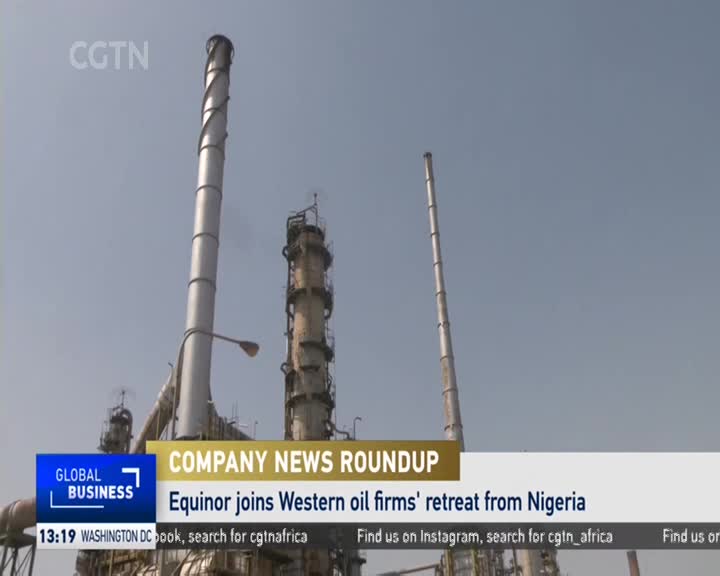 CGTN
COMPANY NEWS ROUNDUP
GLOBAL
BUSINESS
Equinor joins Western oil firms' retreat from Nigeria
13:19 WASHINGTON DC
book, search for cgtnafrica Find us on Instagram, search for cgtn_africa Find us o